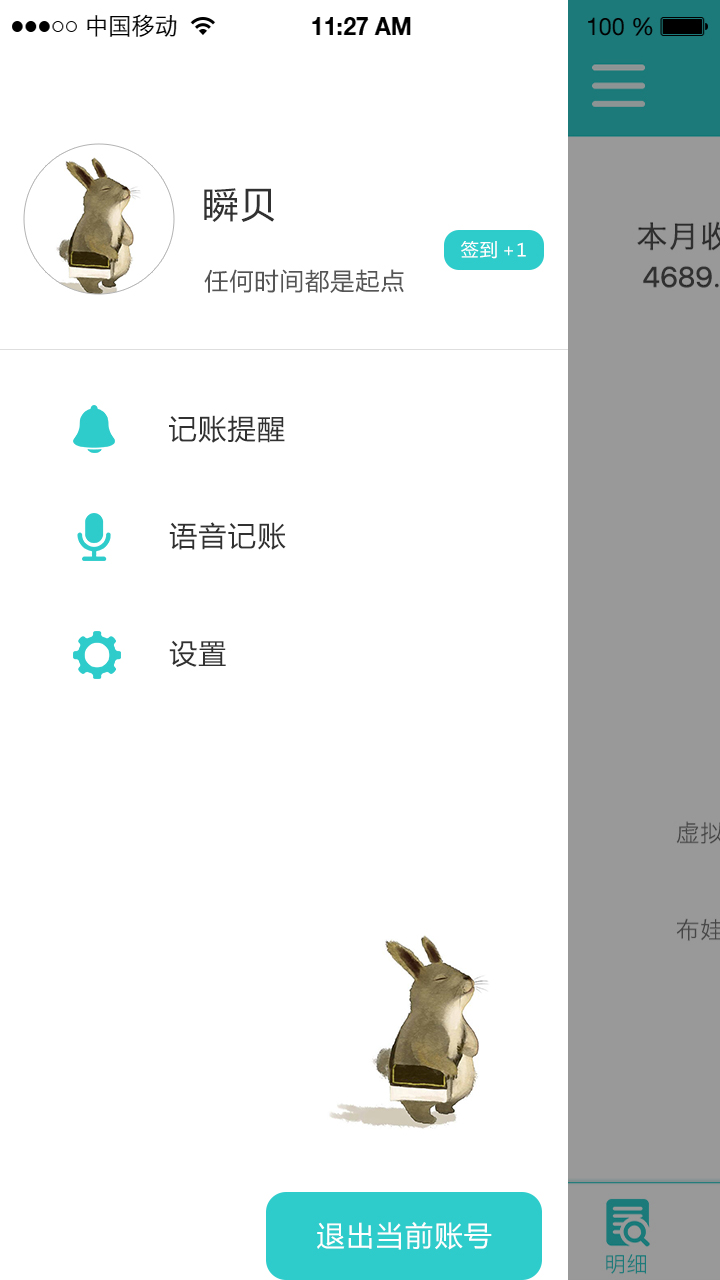 中国移动
11:27 AM
100 %
瞬贝
签到 +1
任何时间都是起点
本月收
4689.
记账提醒
语音记账
设置
虚拟
布娃
退出当前账号
明细